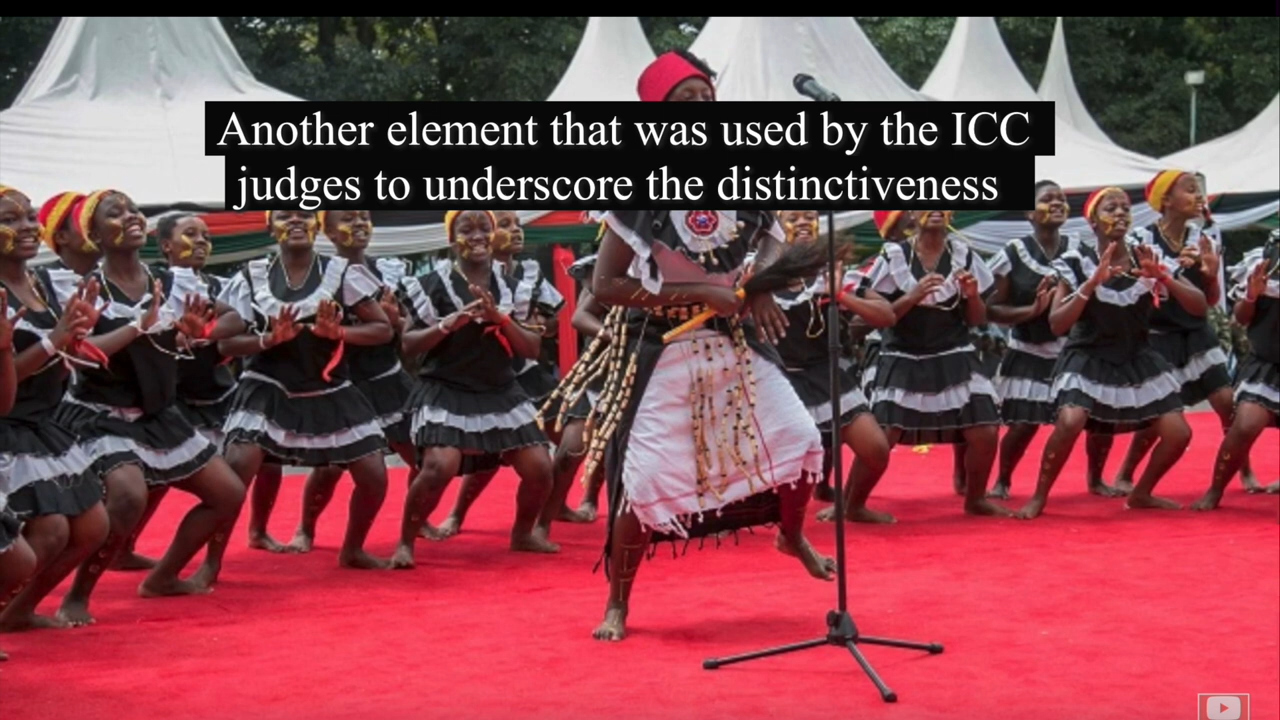 Another element that was used by the ICC
judges to underscore the distinctiveness